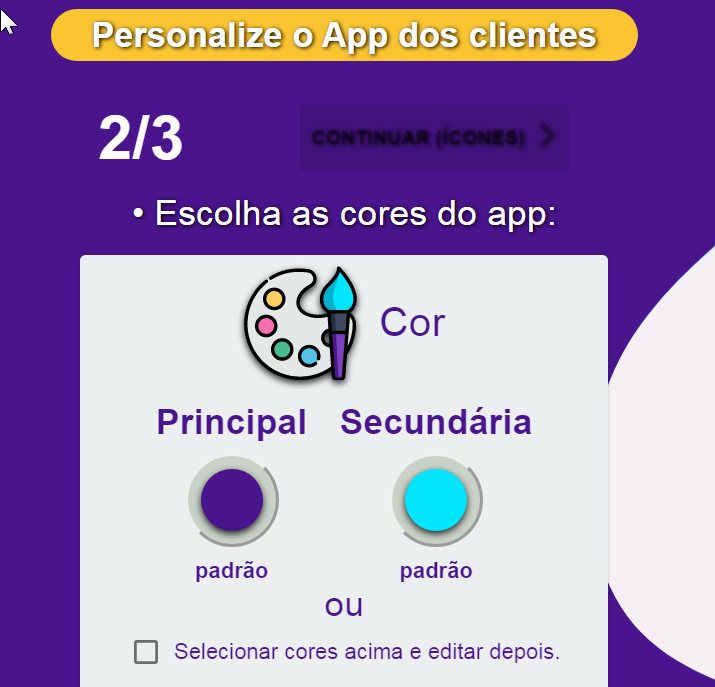 Personalize o App dos clientes
2/3
CONTINUAR (ÍCONES)
• Escolha as cores do app:
Cor
Principal Secundária
padrão padrão
ou
Selecionar cores acima e editar depois.